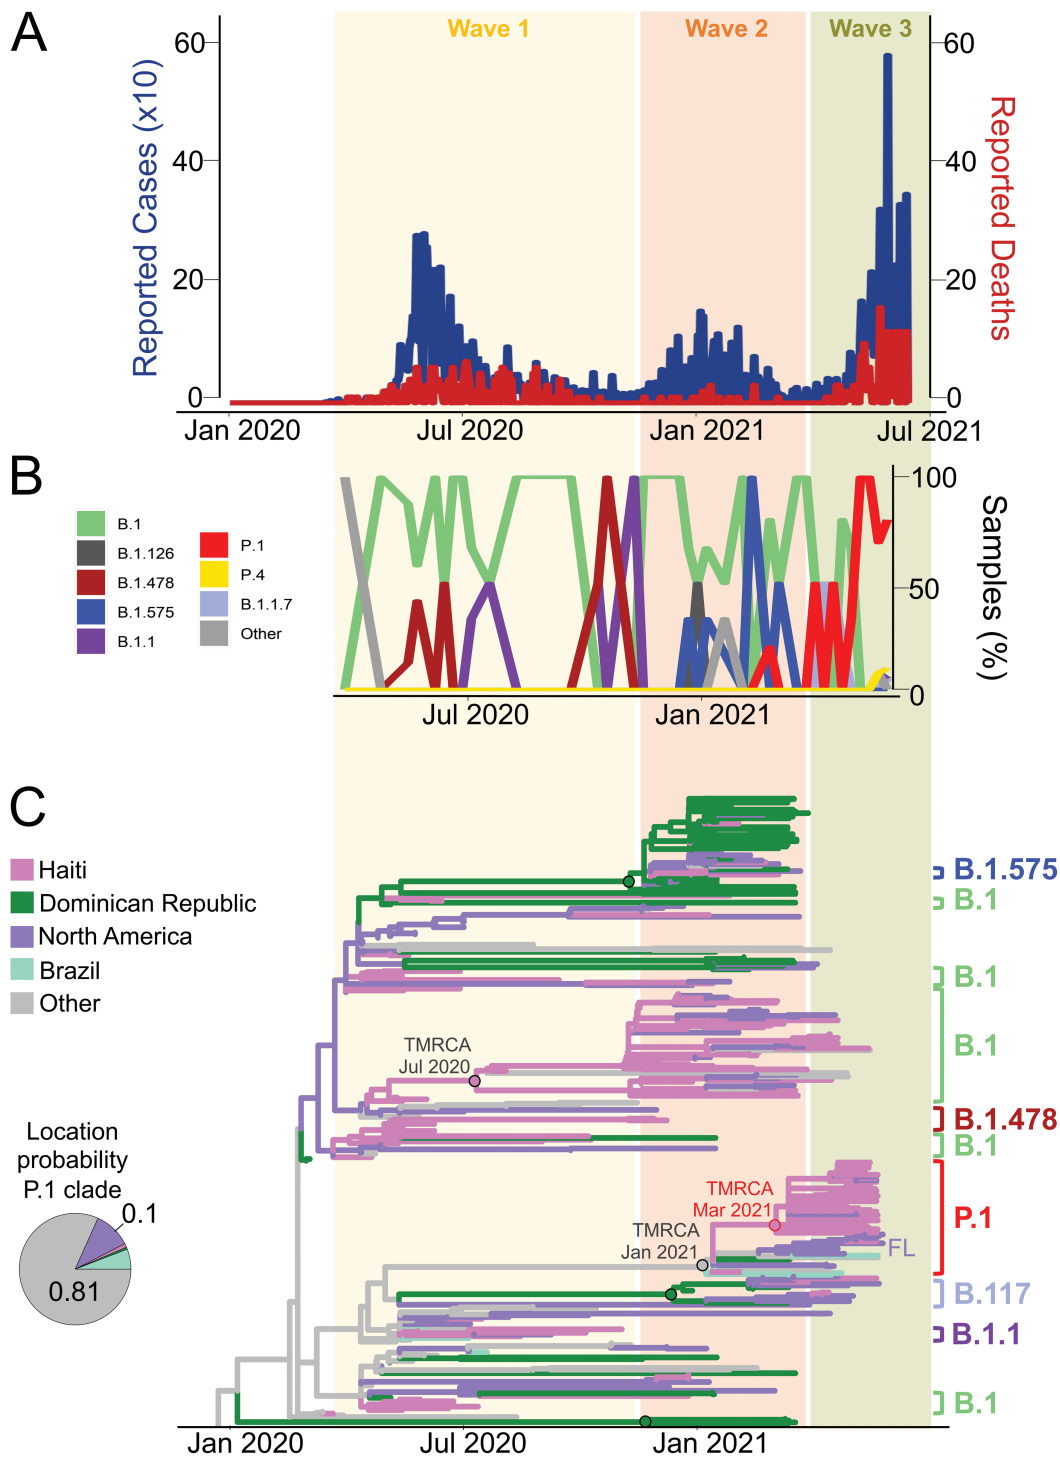 A
Wave 1
Wave 2
Wave 3
60
60
40
40
20
20
0
0
Reported Cases (x10)
Reported Deaths
Jan 2020
Jul 2020
Jan 2021
Jul 2021
B
B.1
B.1.126
B.1.478
B.1.575
B.1.1
P.1
P.4
B.1.1.7
Other
100
50
0
Samples (%)
Jul 2020
Jan 2021
C
Haiti
Dominican Republic
North America
Brazil
Other
B.1.575
B.1
B.1
B.1
TMRCA
Jul 2020
B.1.478
B.1
Location
probability
P.1 clade
0.1
0.81
TMRCA
Mar 2021
TMRCA
Jan 2021
P.1
FL
B.117
B.1.1
B.1
Jan 2020
Jul 2020
Jan 2021